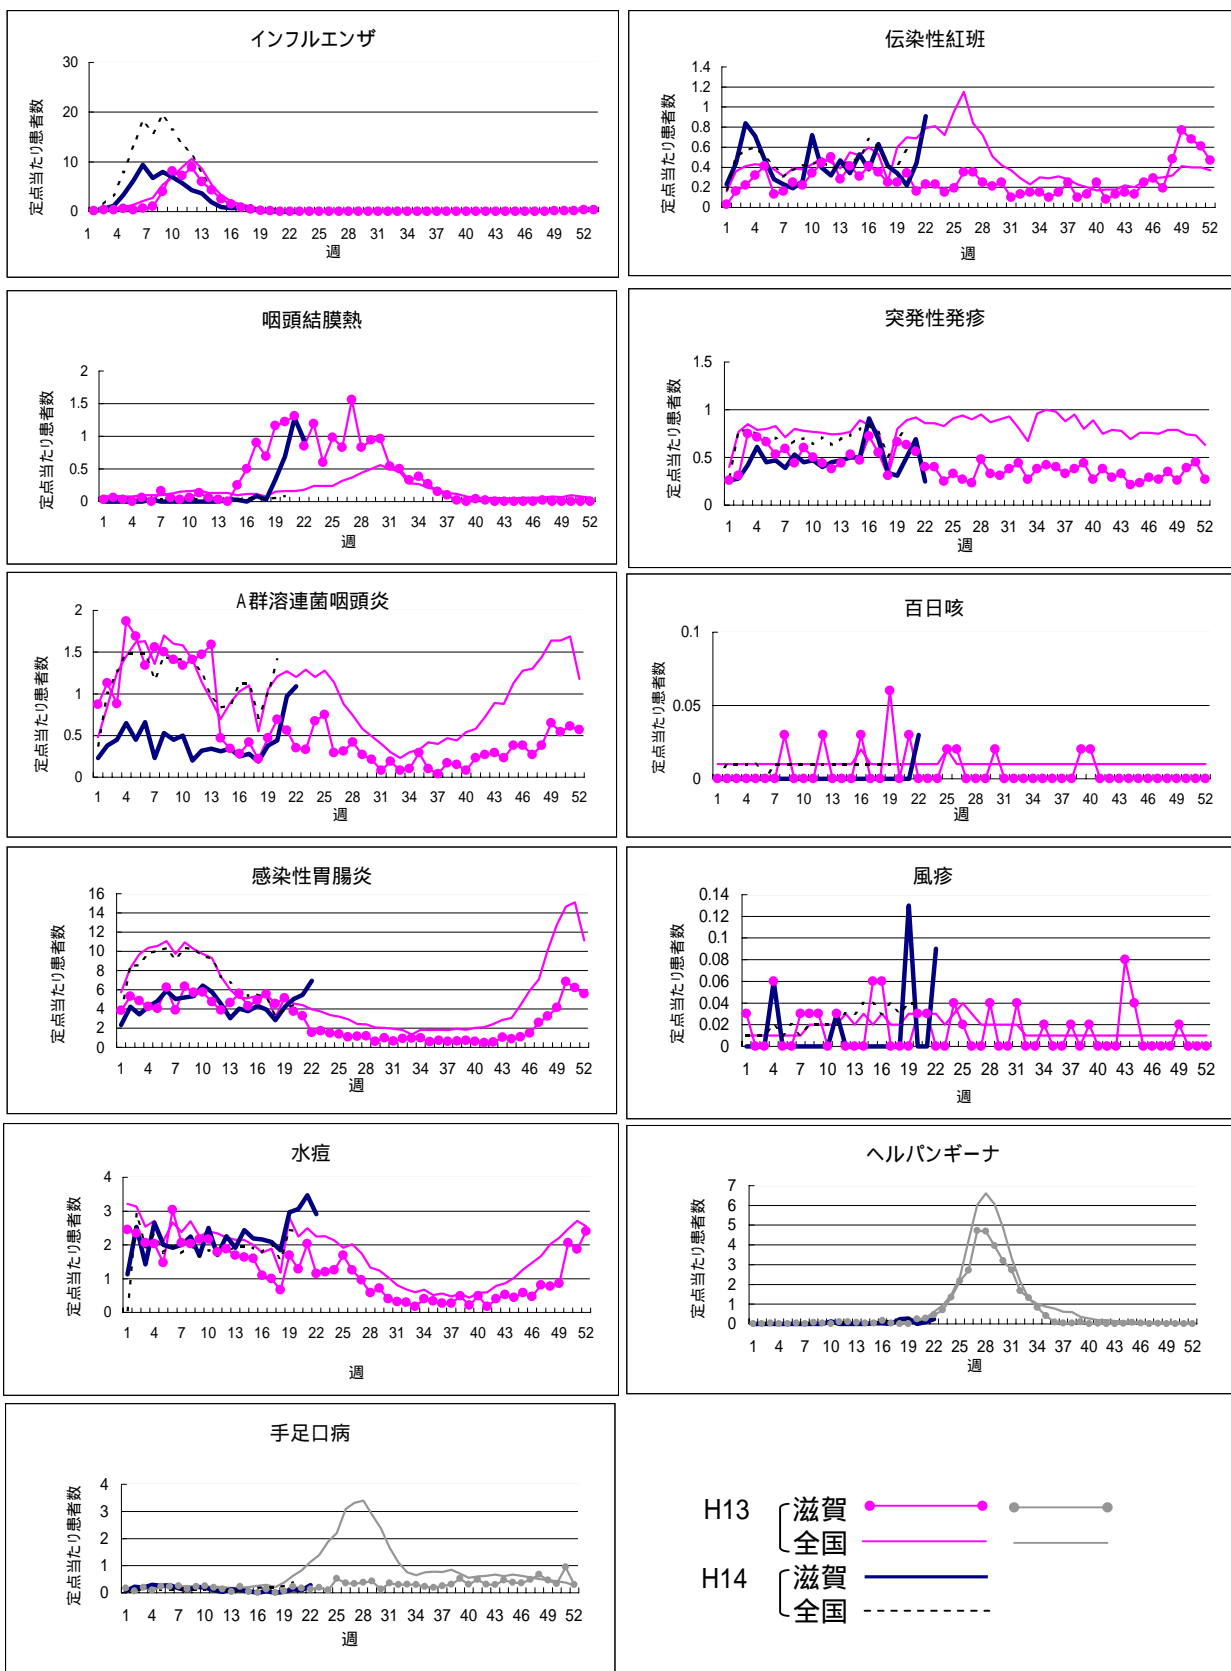 インフルエンザ
定点当たり患者数
30
20
10
0
1 4 7 10 13 16 19 22 25 28 31 34 37 40 43 46 49 52
週
伝染性紅斑
定点当たり患者数
1.4
1.2
1
0.8
0.6
0.4
0.2
0
1 4 7 10 13 16 19 22 25 28 31 34 37 40 43 46 49 52
週
咽頭結膜熱
定点当たり患者数
2
1.5
1
0.5
0
1 4 7 10 13 16 19 22 25 28 31 34 37 40 43 46 49 52
週
突発性発疹
定点当たり患者数
1.5
1
0.5
0
1 4 7 10 13 16 19 22 25 28 31 34 37 40 43 46 49 52
週
A群溶連菌咽頭炎
定点当たり患者数
2
1.5
1
0.5
0
1 4 7 10 13 16 19 22 25 28 31 34 37 40 43 46 49 52
百日咳
定点当たり患者数
0.1
0.05
0
1 4 7 10 13 16 19 22 25 28 31 34 37 40 43 46 49 52
週
感染性胃腸炎
定点当たり患者数
16
14
12
10
8
6
4
2
0
1 4 7 10 13 16 19 22 25 28 31 34 37 40 43 46 49 52
週
風疹
定点当たり患者数
0.14
0.12
0.1
0.08
0.06
0.04
0.02
0
1 4 7 10 13 16 19 22 25 28 31 34 37 40 43 46 49 52
週
水痘
定点当たり患者数
4
3
2
1
0
1 4 7 10 13 16 19 22 25 28 31 34 37 40 43 46 49 52
週
ヘルパンギーナ
定点当たり患者数
7
6
5
4
3
2
1
0
1 4 7 10 13 16 19 22 25 28 31 34 37 40 43 46 49 52
週
手足口病
定点当たり患者数
4
3
2
1
0
1 4 7 10 13 16 19 22 25 28 31 34 37 40 43 46 49 52
週
H13 滋賀
全国
H14 滋賀
全国